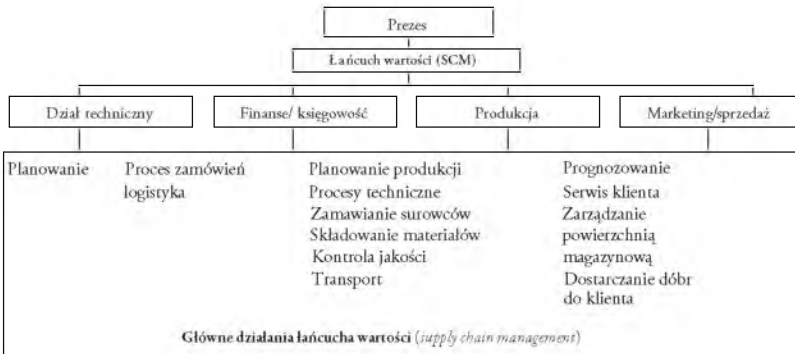 Prezes
Łańcuch wartości (SCM)
Dział techniczny
Finanse/ księgowość
Produkcja
Marketing/sprzedaż
Planowanie
Proces zamówień
logistyka
Planowanie produkcji
Procesy techniczne
Zamawianie surowców
Składowanie materiałów
Kontrola jakości
Transport
Prognozowanie
Serwis klienta
Zarządzanie
powierzchnią
magazynową
Dostarczanie dóbr
do klienta
Główne działania łańcucha wartości (supply chain management)